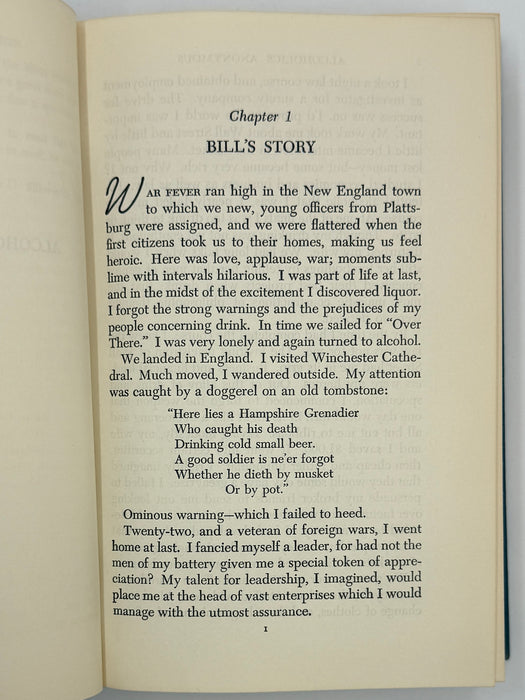 Chapter 1
BILL'S STORY
WAR FEVER ran high in the New England town
to which we new, young officers from Platts-
burg were assigned, and we were flattered when the
first citizens took us to their homes, making us feel
heroic. Here was love, applause, war; moments sub-
lime with intervals hilarious. I was part of life at last,
and in the midst of the excitement I discovered liquor.
I forgot the strong warnings and the prejudices of my
people concerning drink. In time we sailed for "Over
There." I was very lonely and again turned to alcohol.
We landed in England. I visited Winchester Cathe-
dral. Much moved, I wandered outside. My attention
was caught by a doggerel on an old tombstone:
"Here lies a Hampshire Grenadier
Who caught his death
Drinking cold small beer.
A good soldier is ne'er forgot
Whether he dieth by musket
Or by pot."
Ominous warning—which I failed to heed.
Twenty-two, and a veteran of foreign wars, I went
home at last. I fancied myself a leader, for had not the
men of my battery given me a special token of appre-
ciation? My talent for leadership, I imagined, would
place me at the head of vast enterprises which I would
manage with the utmost assurance.
1